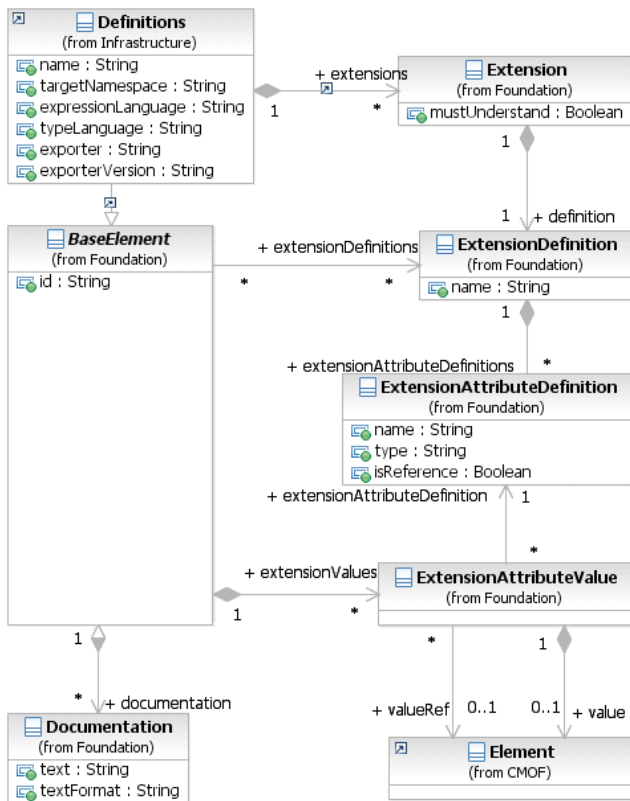 Definitions
(from Infrastructure)
name : String
targetNamespace : String
expressionLanguage : String
typeLanguage : String
exporter : String
exporterVersion : String
+ extensions
1
*
Extension
(from Foundation)
mustUnderstand : Boolean
1
1
+ definition
BaseElement
(from Foundation)
id : String
+ extensionDefinitions
*
*
ExtensionDefinition
(from Foundation)
name : String
1
*
+ extensionAttributeDefinitions
ExtensionAttributeDefinition
(from Foundation)
name : String
type : String
isReference : Boolean
+ extensionAttributeDefinition
1
*
+ extensionValues
1
*
ExtensionAttributeValue
(from Foundation)
*
1
+ valueRef
0..1
0..1
+ value
1
*
+ documentation
Documentation
(from Foundation)
text : String
textFormat : String
Element
(from CMOF)